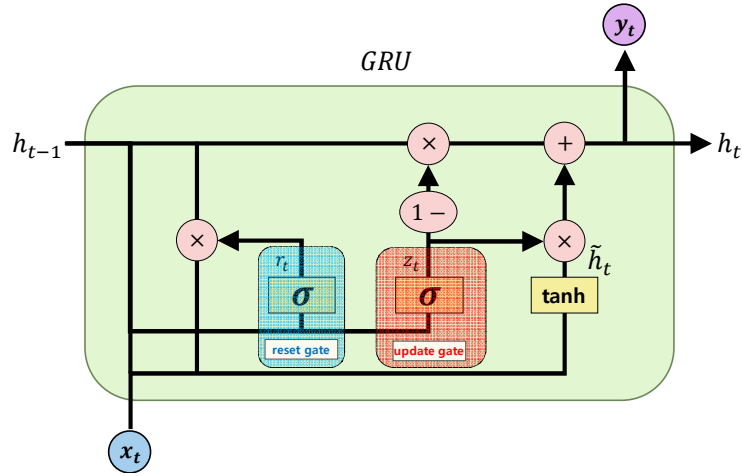 y_t
GRU
h_{t-1}
×
+
h_t
1 −
×
×
r_t
z_t
h̃_t
σ
σ
tanh
reset gate
update gate
x_t